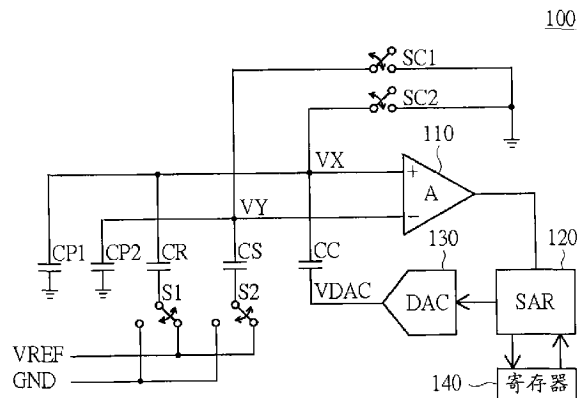 100
SC1
SC2
110
VX
+
A
VY
−
CP1
CP2
CR
CS
CC
130
120
S1
S2
VDAC
DAC
SAR
VREF
GND
140
寄存器